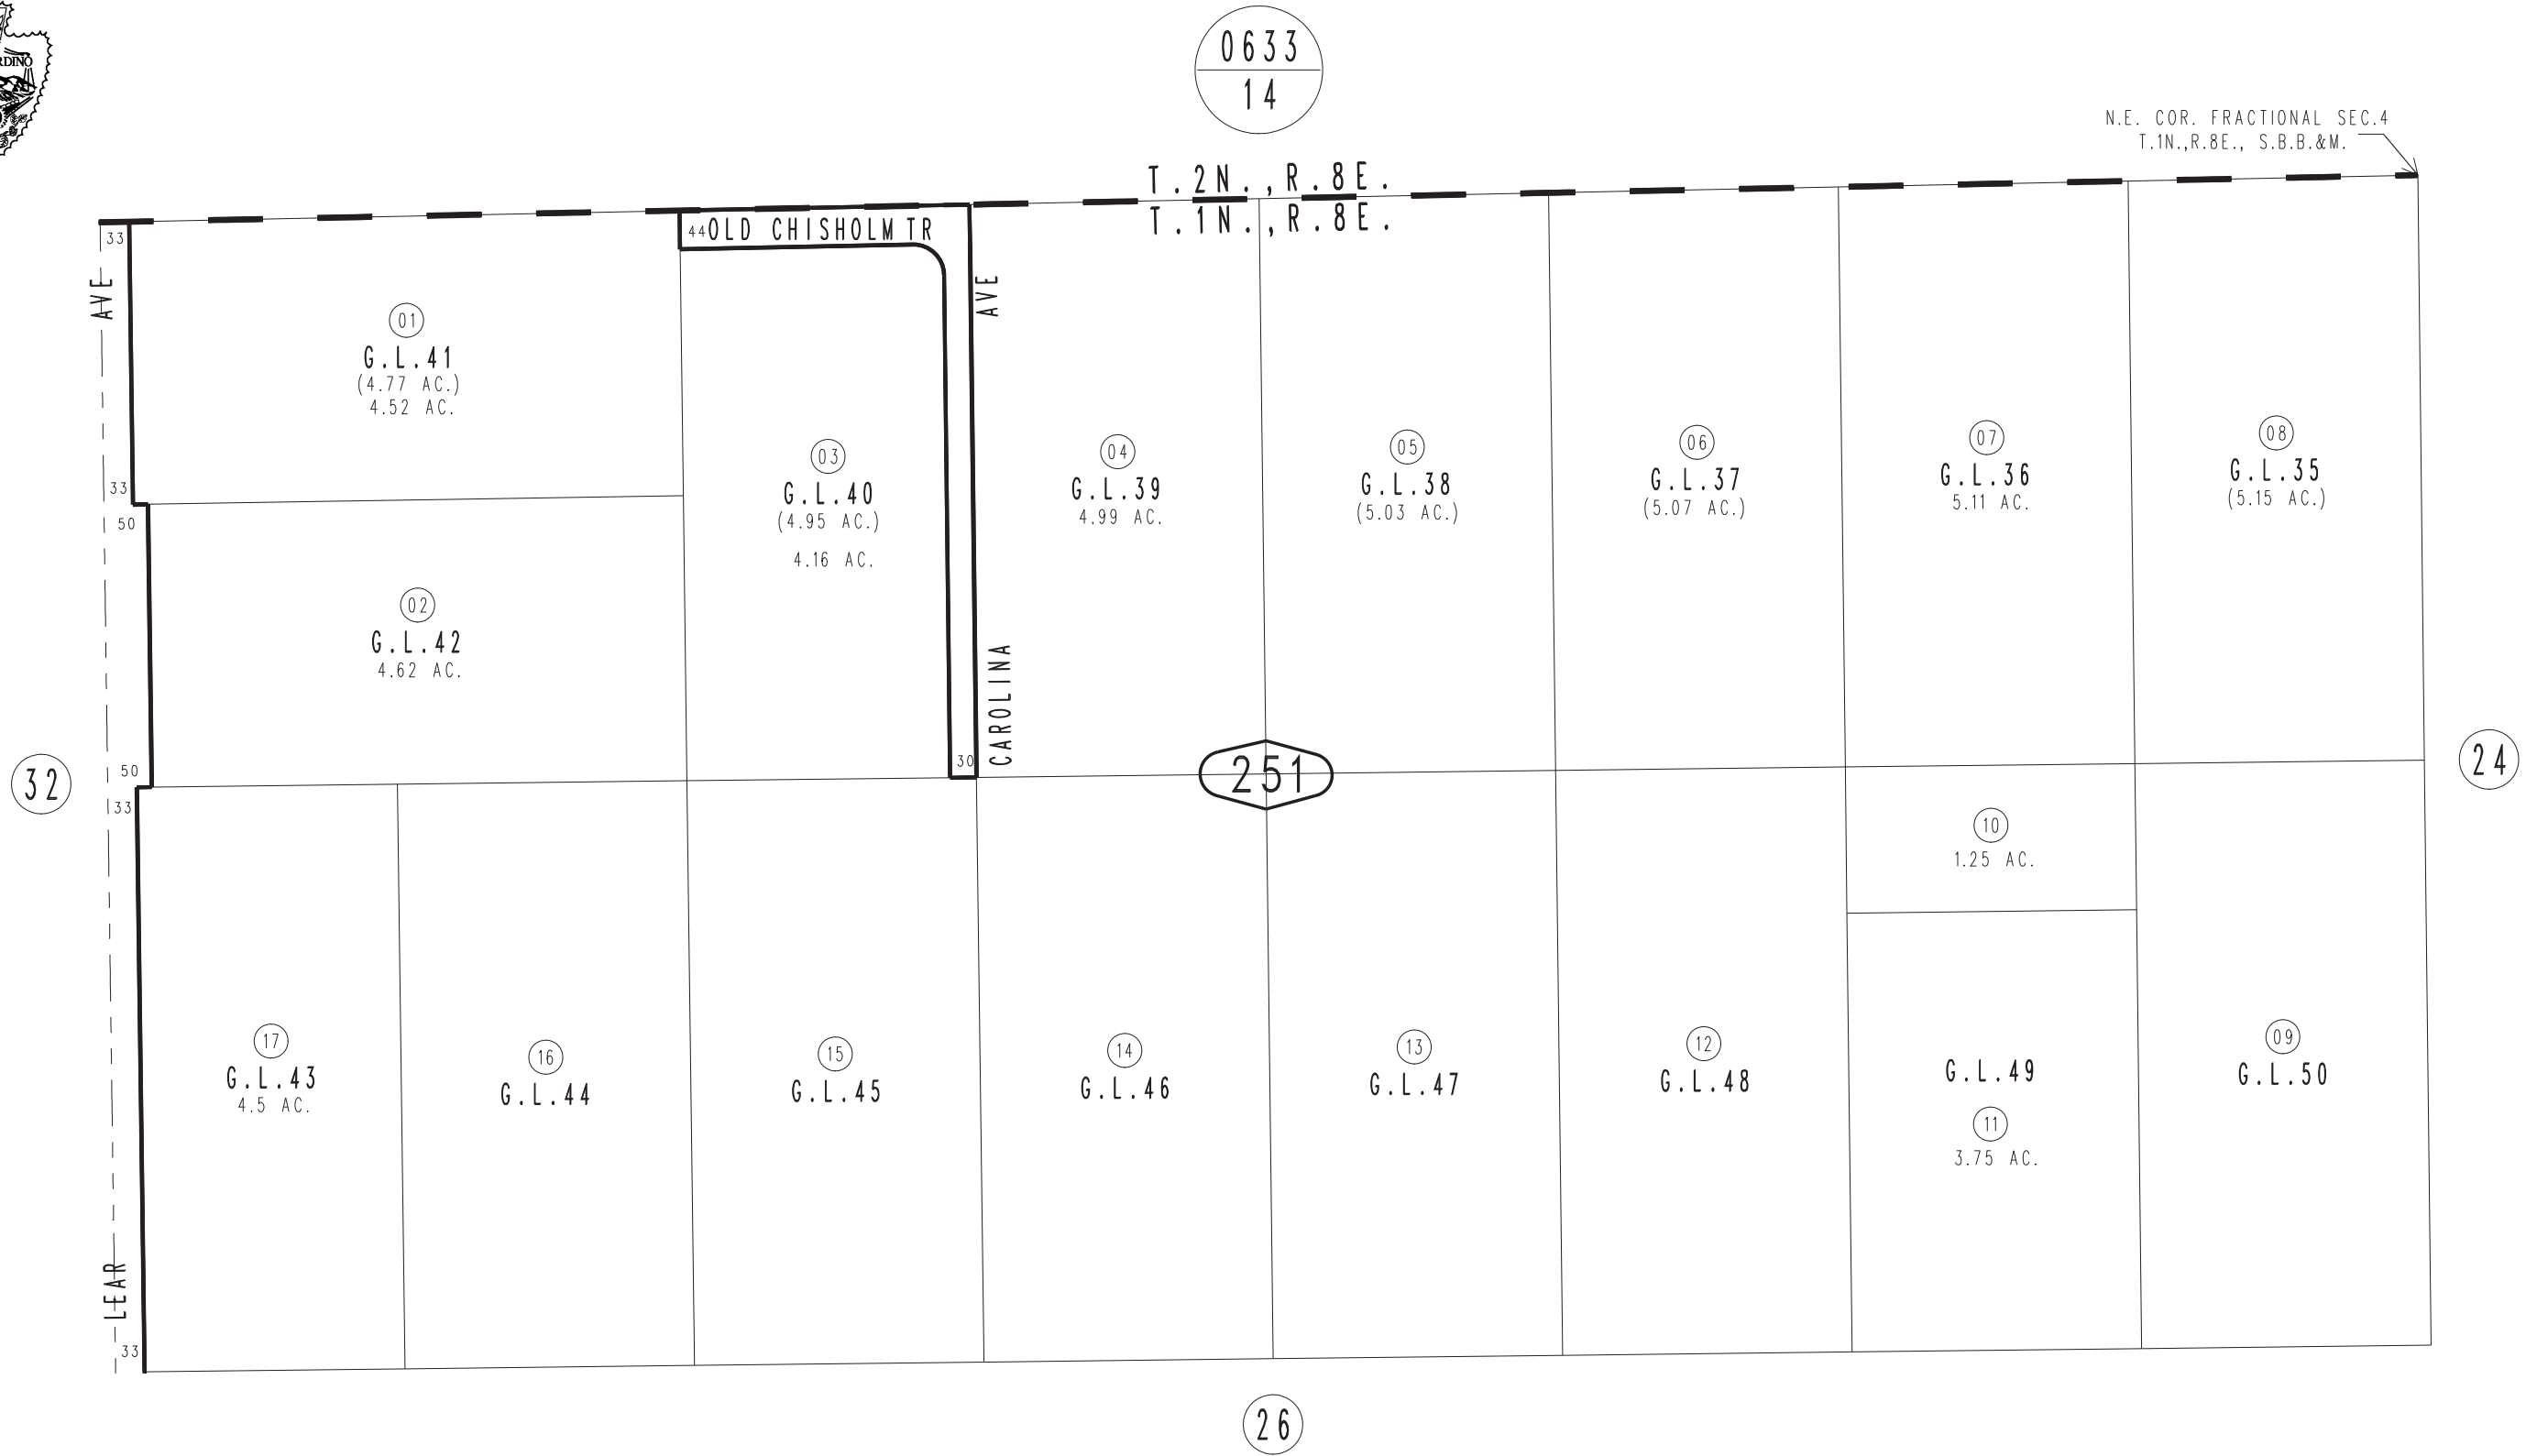 RDINO
0633
14
N.E. COR. FRACTIONAL SEC.4
T.1N.,R.8E., S.B.B.&M.
T.2N.,R.8E.
T.1N.,R.8E.
33
44
OLD CHISHOLM TR
AVE
AVE
01
G.L.41
(4.77 AC.)
4.52 AC.
03
G.L.40
(4.95 AC.)
4.16 AC.
04
G.L.39
4.99 AC.
05
G.L.38
(5.03 AC.)
06
G.L.37
(5.07 AC.)
07
G.L.36
5.11 AC.
08
G.L.35
(5.15 AC.)
33
50
02
G.L.42
4.62 AC.
CAROLINA
30
50
33
32
251
24
10
1.25 AC.
17
G.L.43
4.5 AC.
16
G.L.44
15
G.L.45
14
G.L.46
13
G.L.47
12
G.L.48
G.L.49
11
3.75 AC.
09
G.L.50
LEAR
33
26